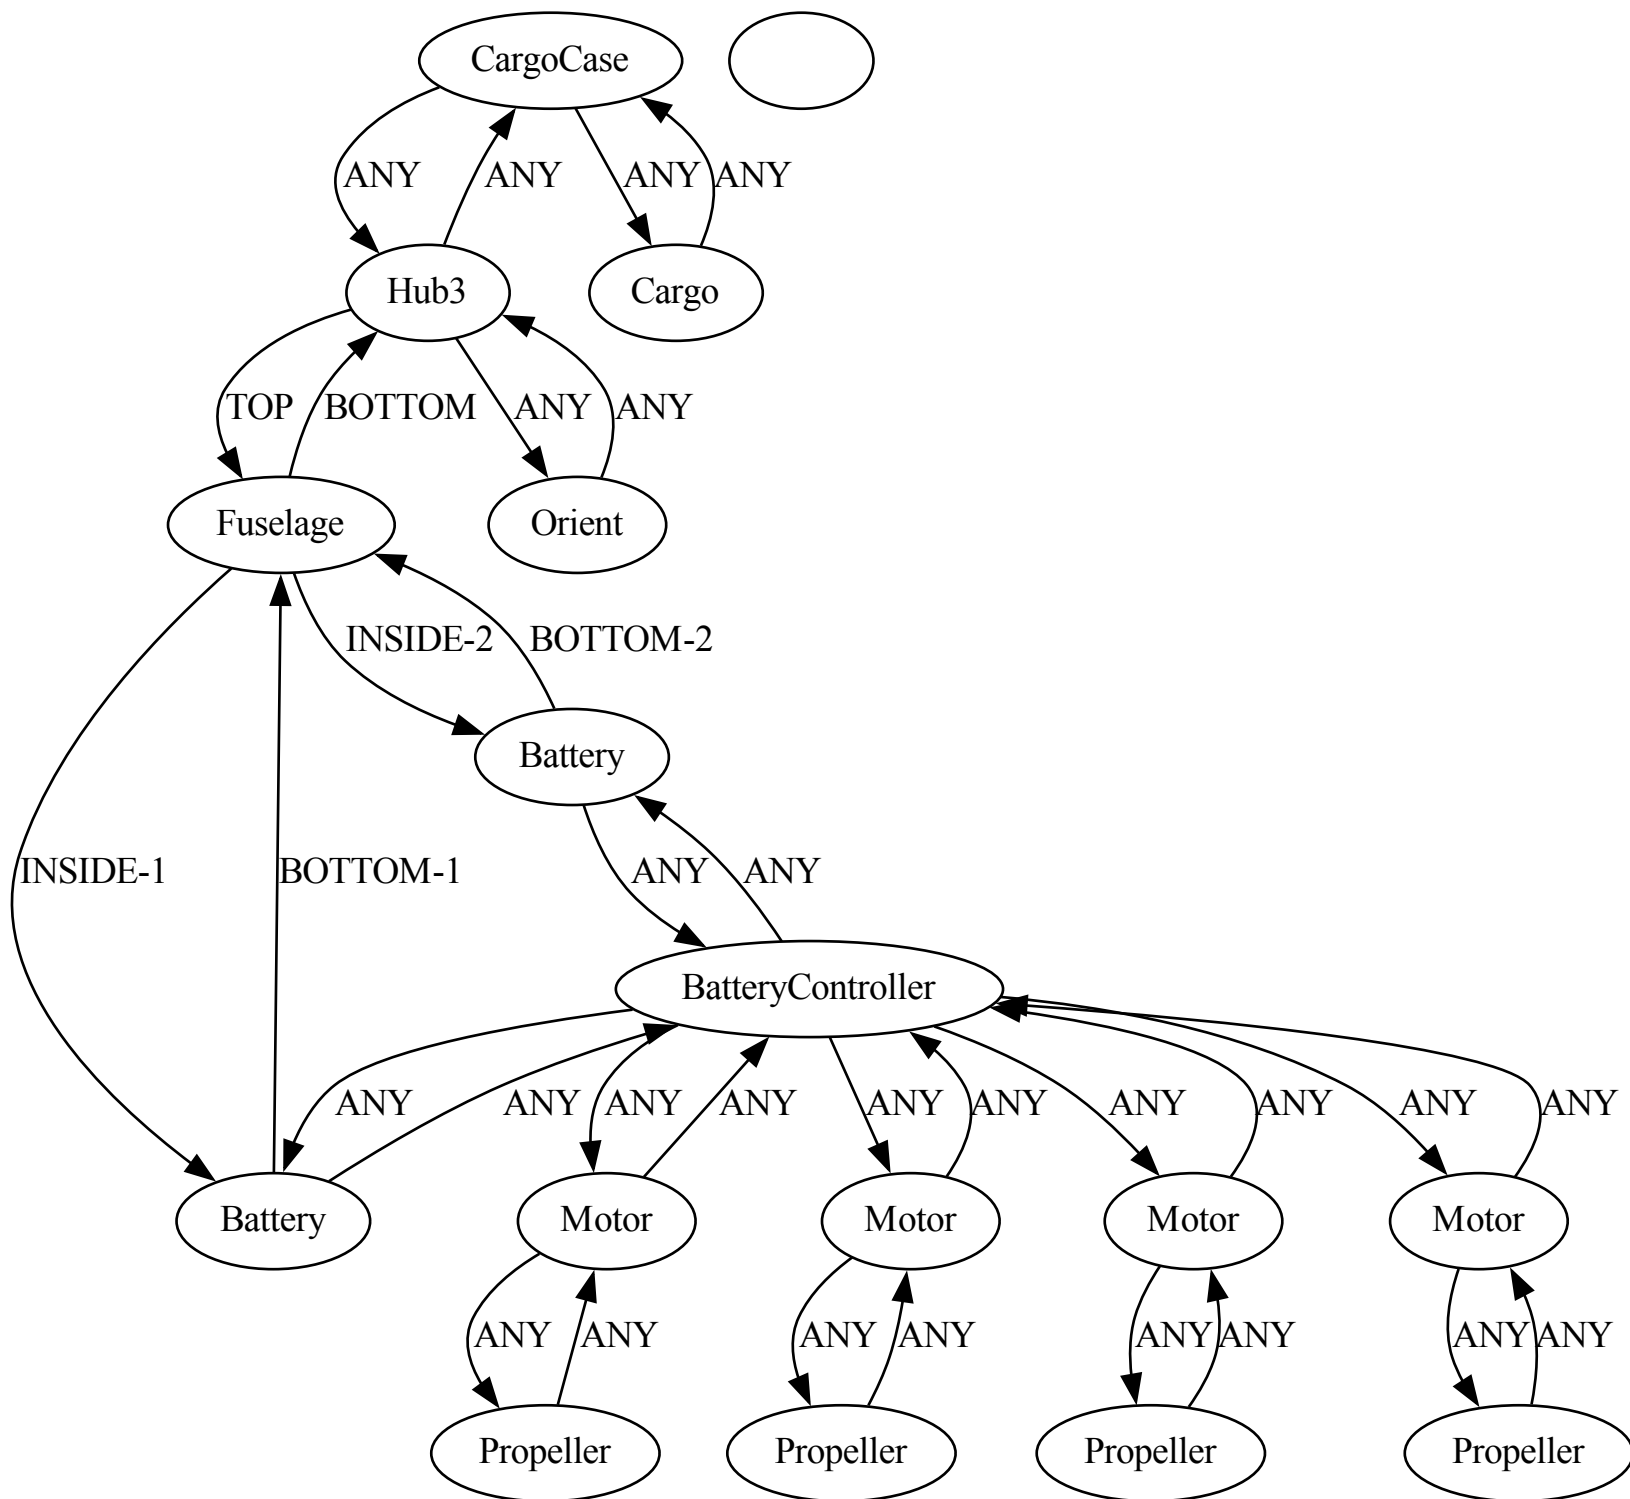 CargoCase
ANY ANY ANY ANY
Hub3 Cargo
TOP BOTTOM ANY ANY
Fuselage Orient
INSIDE-2 BOTTOM-2
Battery
INSIDE-1 BOTTOM-1 ANY ANY
BatteryController
ANY ANY ANY ANY ANY ANY ANY ANY ANY ANY
Battery Motor Motor Motor Motor
ANY ANY ANY ANY ANY ANY ANY ANY
Propeller Propeller Propeller Propeller